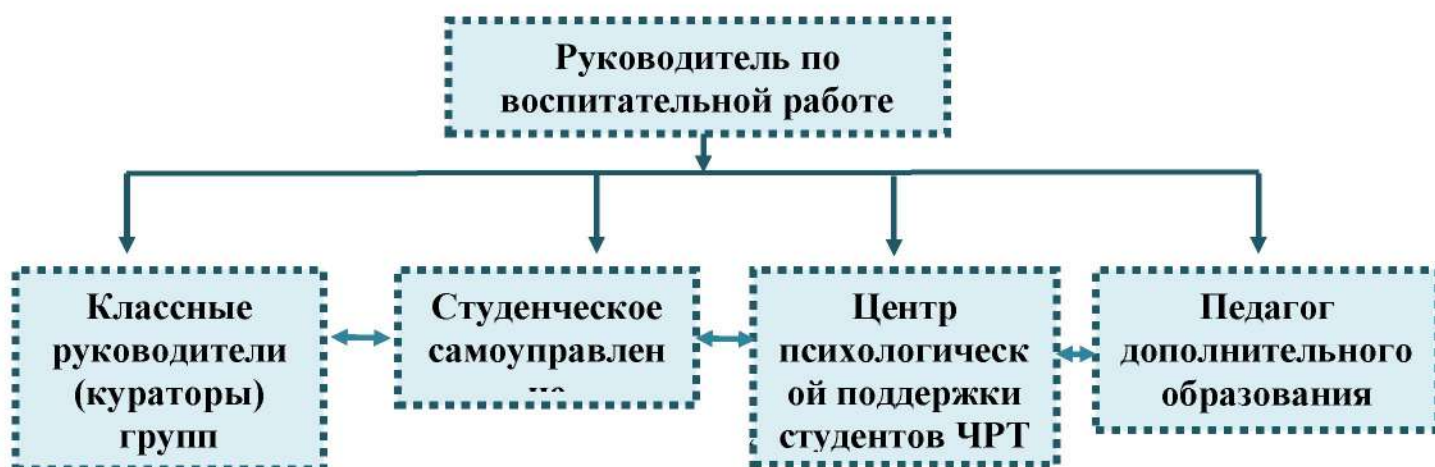 Руководитель по
воспитательной работе
Классные
руководители
(кураторы)
групп
Студенческое
самоуправлен
Центр
психологическ
ой поддержки
студентов ЧРТ
Педагог
дополнительного
образования